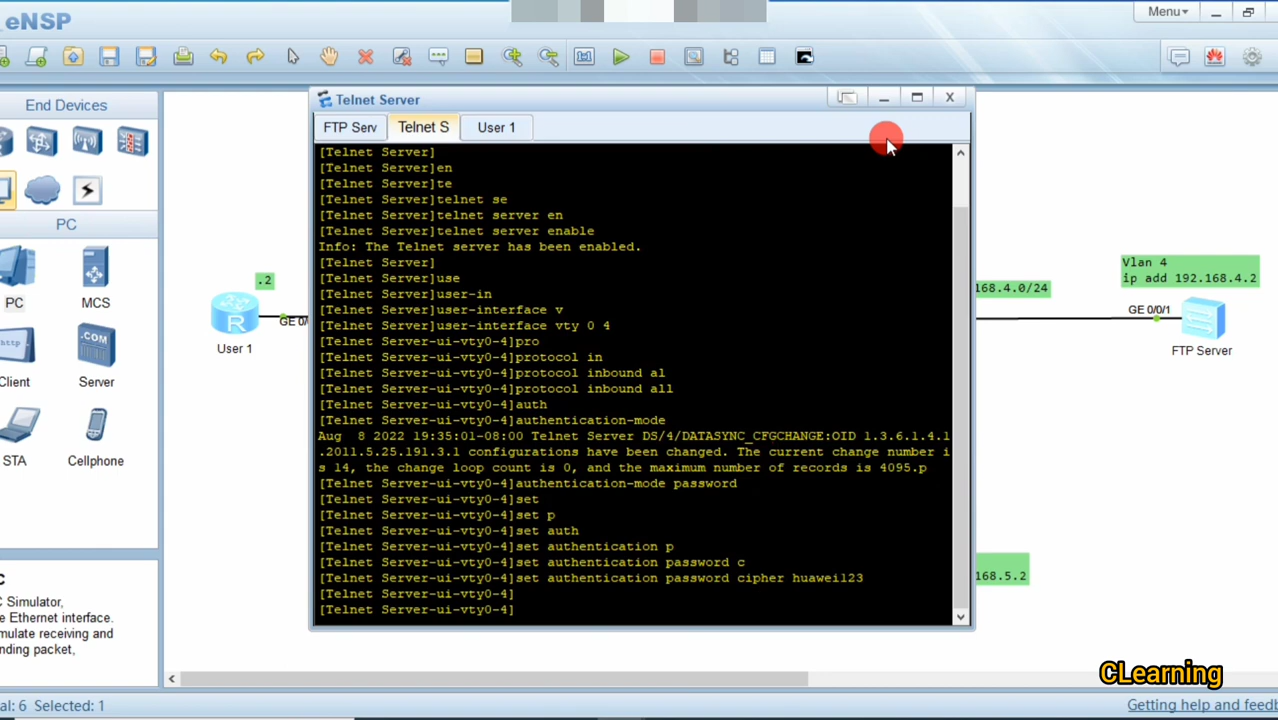 eNSP
Menu
End Devices
PC
PC
MCS
Client
Server
STA
Cellphone
C Simulator,
e Ethernet interface.
mulate receiving and
nding packet,
al: 6 Selected: 1
Getting help and feedb
.2
GE 0/
R
User 1
Telnet Server
FTP Serv
Telnet S
User 1
[Telnet Server]
[Telnet Server]en
[Telnet Server]te
[Telnet Server]telnet se
[Telnet Server]telnet server en
[Telnet Server]telnet server enable
Info: The Telnet server has been enabled.
[Telnet Server]
[Telnet Server]use
[Telnet Server]user-in
[Telnet Server]user-interface v
[Telnet Server]user-interface vty 0 4
[Telnet Server-ui-vty0-4]pro
[Telnet Server-ui-vty0-4]protocol in
[Telnet Server-ui-vty0-4]protocol inbound al
[Telnet Server-ui-vty0-4]protocol inbound all
[Telnet Server-ui-vty0-4]auth
[Telnet Server-ui-vty0-4]authentication-mode
Aug  8 2022 19:35:01-08:00 Telnet Server DS/4/DATASYNC_CFGCHANGE:OID 1.3.6.1.4.1
.2011.5.25.191.3.1 configurations have been changed. The current change number i
s 14, the change loop count is 0, and the maximum number of records is 4095.p
[Telnet Server-ui-vty0-4]authentication-mode password
[Telnet Server-ui-vty0-4]set
[Telnet Server-ui-vty0-4]set p
[Telnet Server-ui-vty0-4]set auth
[Telnet Server-ui-vty0-4]set authentication p
[Telnet Server-ui-vty0-4]set authentication password c
[Telnet Server-ui-vty0-4]set authentication password cipher huawei123
[Telnet Server-ui-vty0-4]
[Telnet Server-ui-vty0-4]
168.4.0/24
Vlan 4
ip add 192.168.4.2
GE 0/0/1
FTP Server
168.5.2
CLearning